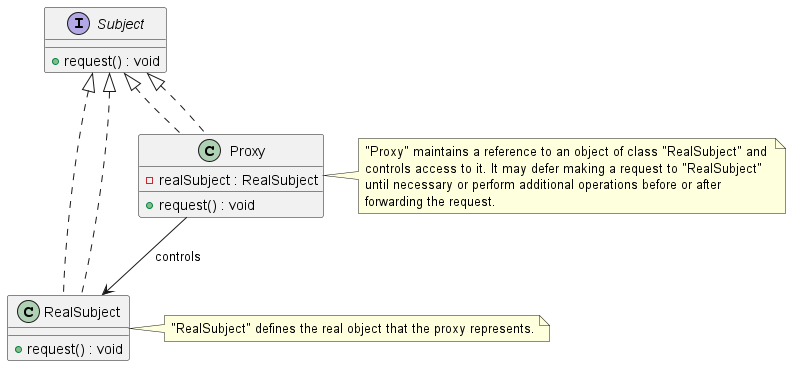 I Subject
request() : void
C Proxy
realSubject : RealSubject
request() : void
"Proxy" maintains a reference to an object of class "RealSubject" and
controls access to it. It may defer making a request to "RealSubject"
until necessary or perform additional operations before or after
forwarding the request.
controls
C RealSubject
request() : void
"RealSubject" defines the real object that the proxy represents.